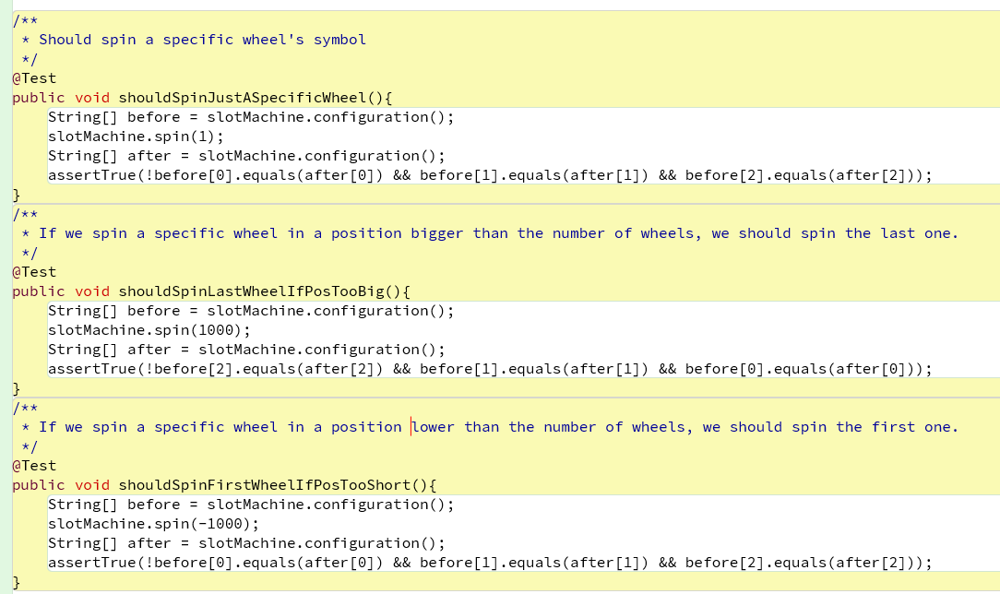 /**
 * Should spin a specific wheel's symbol
 */
@Test
public void shouldSpinJustASpecificWheel(){
    String[] before = slotMachine.configuration();
    slotMachine.spin(1);
    String[] after = slotMachine.configuration();
    assertTrue(!before[0].equals(after[0]) && before[1].equals(after[1]) && before[2].equals(after[2]));
}
/**
 * If we spin a specific wheel in a position bigger than the number of wheels, we should spin the last one.
 */
@Test
public void shouldSpinLastWheelIfPosTooBig(){
    String[] before = slotMachine.configuration();
    slotMachine.spin(1000);
    String[] after = slotMachine.configuration();
    assertTrue(!before[2].equals(after[2]) && before[1].equals(after[1]) && before[0].equals(after[0]));
}
/**
 * If we spin a specific wheel in a position lower than the number of wheels, we should spin the first one.
 */
@Test
public void shouldSpinFirstWheelIfPosTooShort(){
    String[] before = slotMachine.configuration();
    slotMachine.spin(-1000);
    String[] after = slotMachine.configuration();
    assertTrue(!before[0].equals(after[0]) && before[1].equals(after[1]) && before[2].equals(after[2]));
}